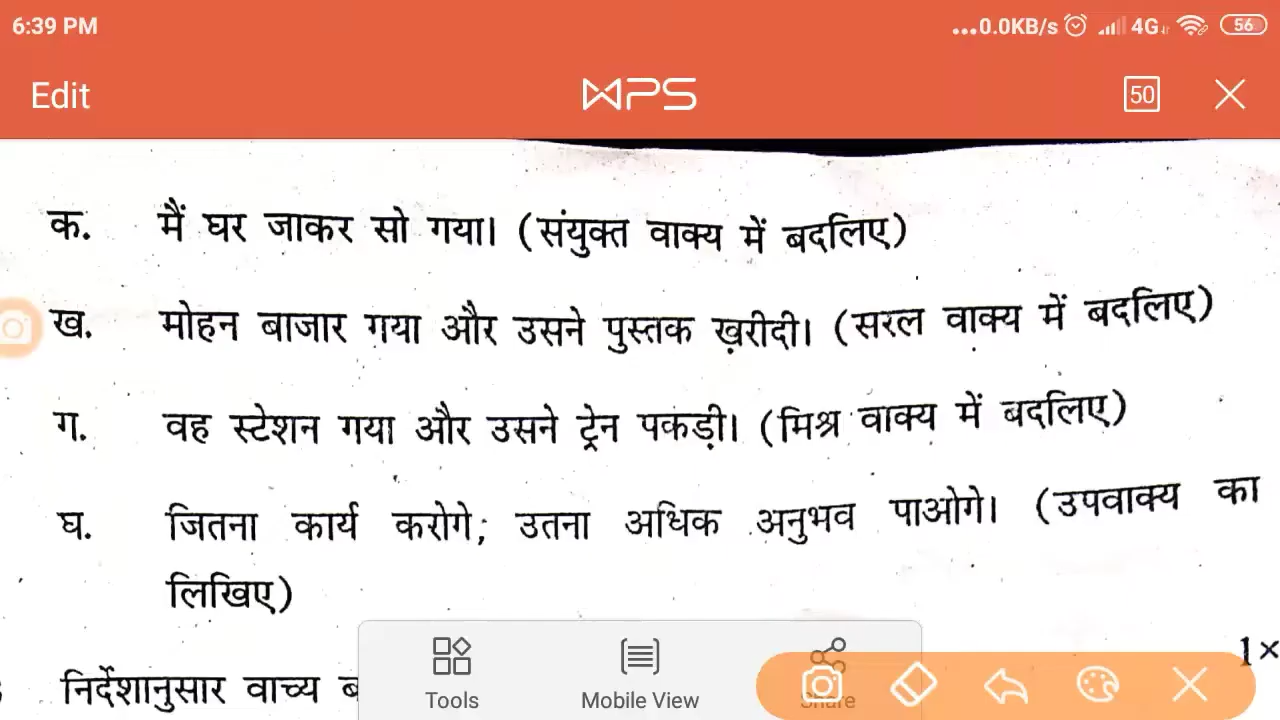 6:39 PM ...0.0KB/s 4G 56
Edit WPS 50
क. मैं घर जाकर सो गया। (संयुक्त वाक्य में बदलिए)
ख. मोहन बाजार गया और उसने पुस्तक ख़रीदी। (सरल वाक्य में बदलिए)
ग. वह स्टेशन गया और उसने ट्रेन पकड़ी। (मिश्र वाक्य में बदलिए)
घ. जितना कार्य करोगे; उतना अधिक अनुभव पाओगे। (उपवाक्य का
लिखिए)
1×
निर्देशानुसार वाच्य
Tools Mobile View Share